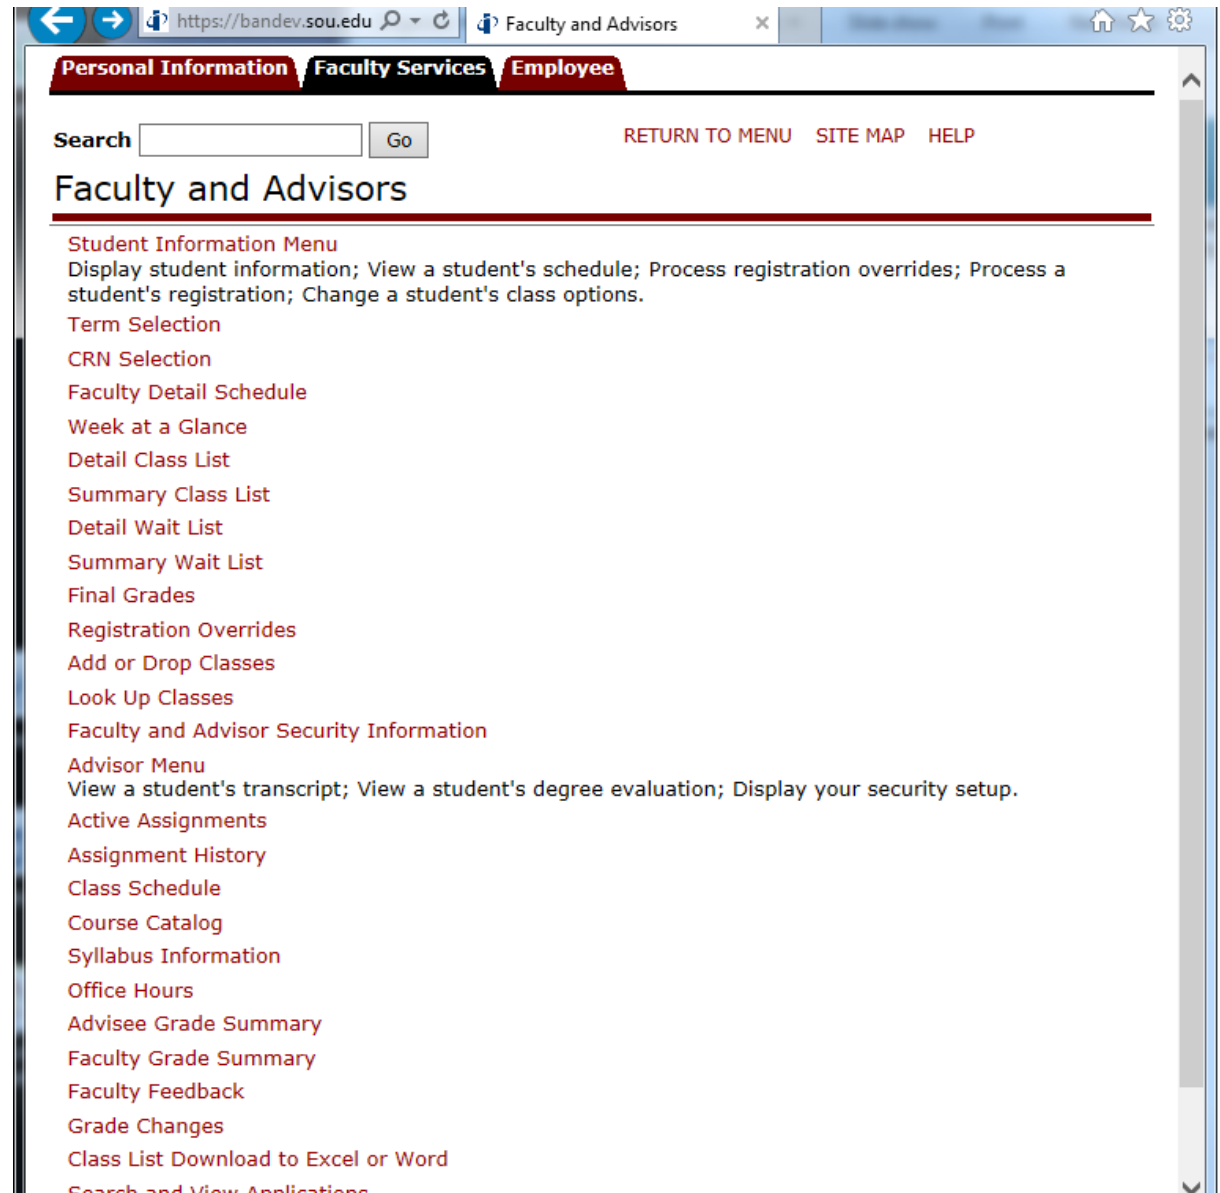 https://bandev.sou.edu
Faculty and Advisors
Personal Information Faculty Services Employee
Search Go RETURN TO MENU SITE MAP HELP
Faculty and Advisors
Student Information Menu
Display student information; View a student's schedule; Process registration overrides; Process a
student's registration; Change a student's class options.
Term Selection
CRN Selection
Faculty Detail Schedule
Week at a Glance
Detail Class List
Summary Class List
Detail Wait List
Summary Wait List
Final Grades
Registration Overrides
Add or Drop Classes
Look Up Classes
Faculty and Advisor Security Information
Advisor Menu
View a student's transcript; View a student's degree evaluation; Display your security setup.
Active Assignments
Assignment History
Class Schedule
Course Catalog
Syllabus Information
Office Hours
Advisee Grade Summary
Faculty Grade Summary
Faculty Feedback
Grade Changes
Class List Download to Excel or Word
Search and View Applications